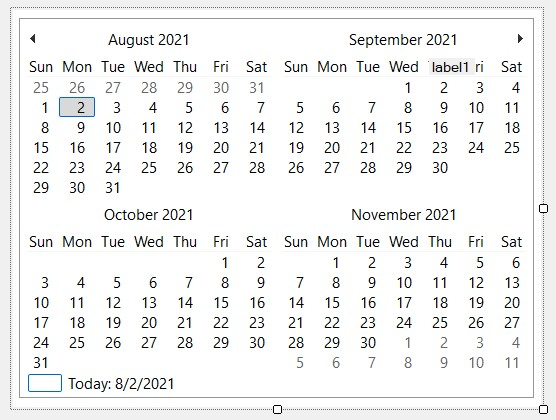 August 2021
Sun Mon Tue Wed Thu Fri Sat
25 26 27 28 29 30 31
1 2 3 4 5 6 7
8 9 10 11 12 13 14
15 16 17 18 19 20 21
22 23 24 25 26 27 28
29 30 31
September 2021
Sun Mon Tue Wed label1 ri Sat
1 2 3 4
5 6 7 8 9 10 11
12 13 14 15 16 17 18
19 20 21 22 23 24 25
26 27 28 29 30
October 2021
Sun Mon Tue Wed Thu Fri Sat
1 2
3 4 5 6 7 8 9
10 11 12 13 14 15 16
17 18 19 20 21 22 23
24 25 26 27 28 29 30
31
November 2021
Sun Mon Tue Wed Thu Fri Sat
1 2 3 4 5 6
7 8 9 10 11 12 13
14 15 16 17 18 19 20
21 22 23 24 25 26 27
28 29 30 1 2 3 4
5 6 7 8 9 10 11
Today: 8/2/2021